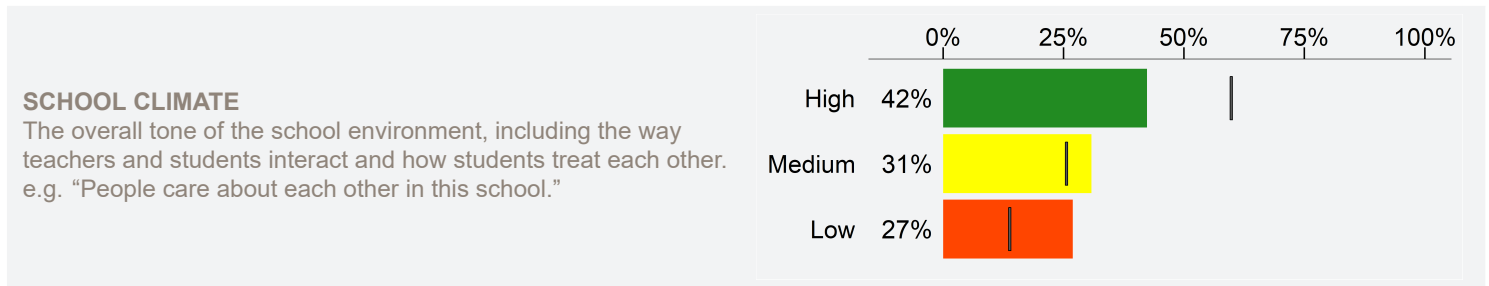 SCHOOL CLIMATE
The overall tone of the school environment, including the way
teachers and students interact and how students treat each other.
e.g. “People care about each other in this school.”
0% 25% 50% 75% 100%
High 42%
Medium 31%
Low 27%